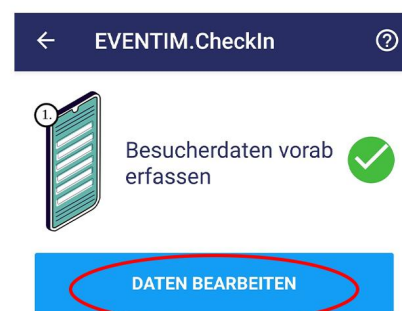 EVENTIM.CheckIn
1.
Besucherdaten vorab
erfassen
DATEN BEARBEITEN